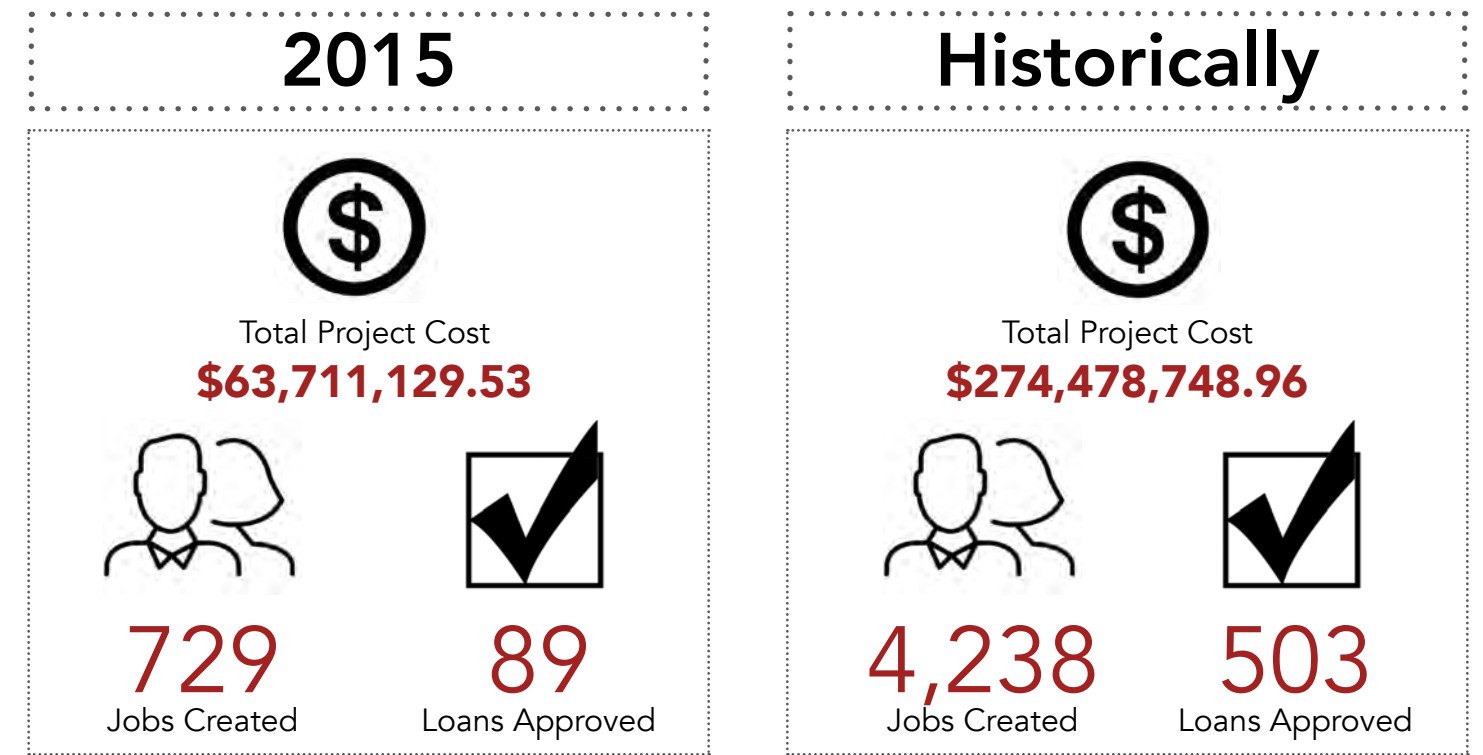 2015
$
Total Project Cost
$63,711,129.53
729
Jobs Created
89
Loans Approved
Historically
$
Total Project Cost
$274,478,748.96
4,238
Jobs Created
503
Loans Approved